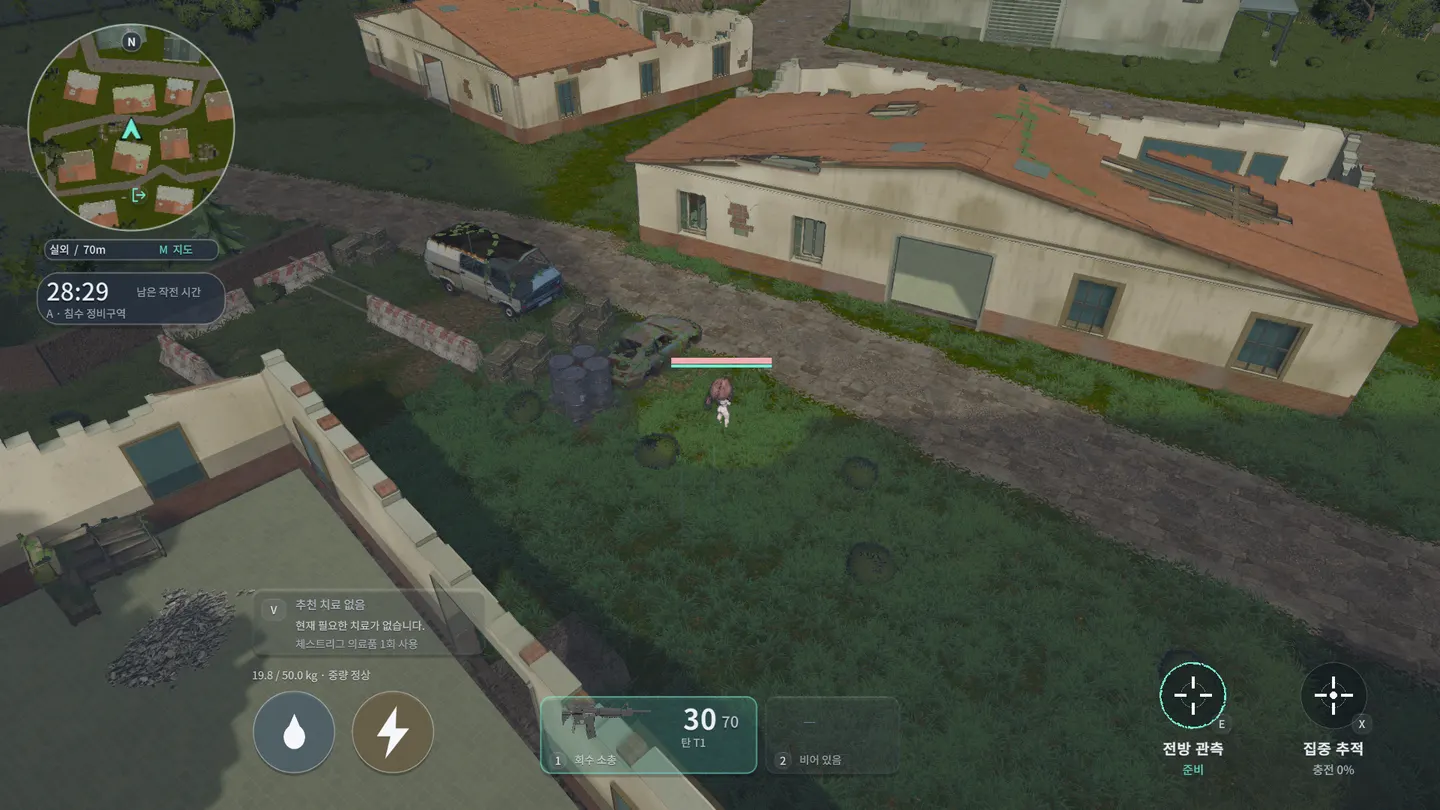 N
실외 / 70m M 지도
28:29 남은 작전 시간
A · 침수 정비구역
V 추천 치료 없음
현재 필요한 치료가 없습니다.
체스트리그 의료품 1회 사용
19.8 / 50.0 kg · 중량 정상
30 70
탄 T1
1 회수 소총
—
2 비어 있음
E
전방 관측
준비
X
집중 추적
충전 0%